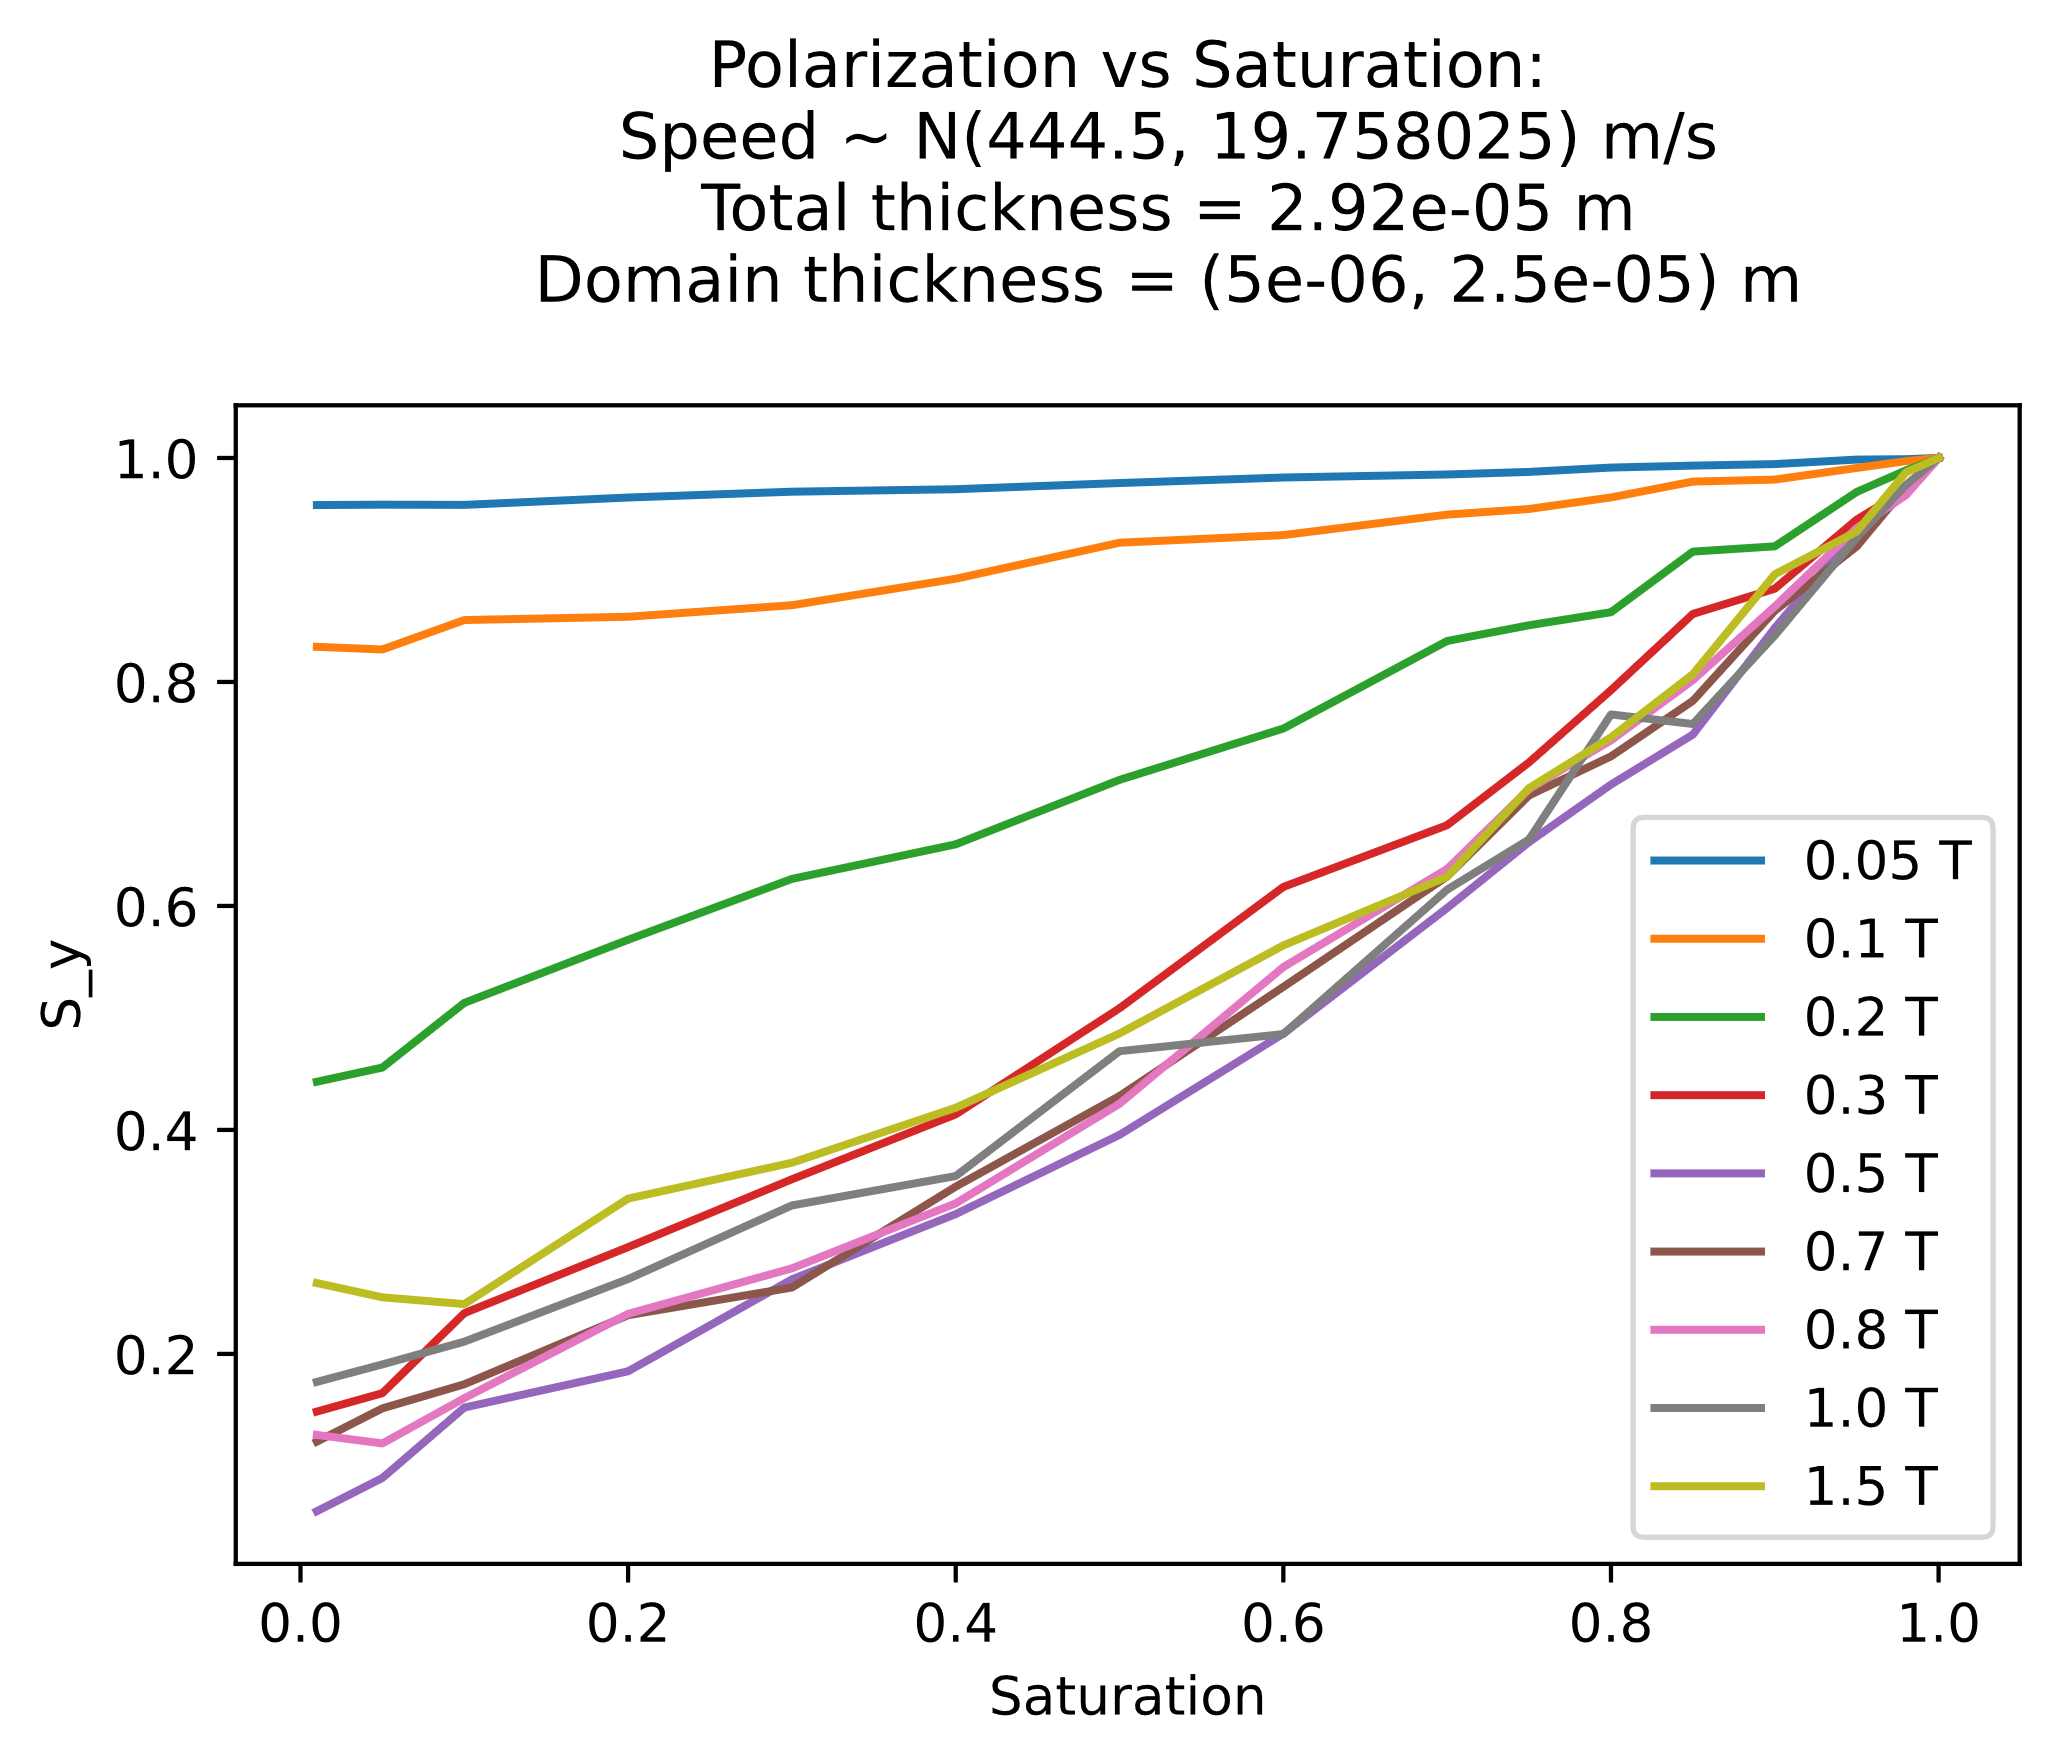 Polarization vs Saturation:
Speed ~ N(444.5, 19.758025) m/s
Total thickness = 2.92e-05 m
Domain thickness = (5e-06, 2.5e-05) m
1.0
0.8
0.6
0.4
0.2
S_y
0.05 T
0.1 T
0.2 T
0.3 T
0.5 T
0.7 T
0.8 T
1.0 T
1.5 T
0.0 0.2 0.4 0.6 0.8 1.0
Saturation